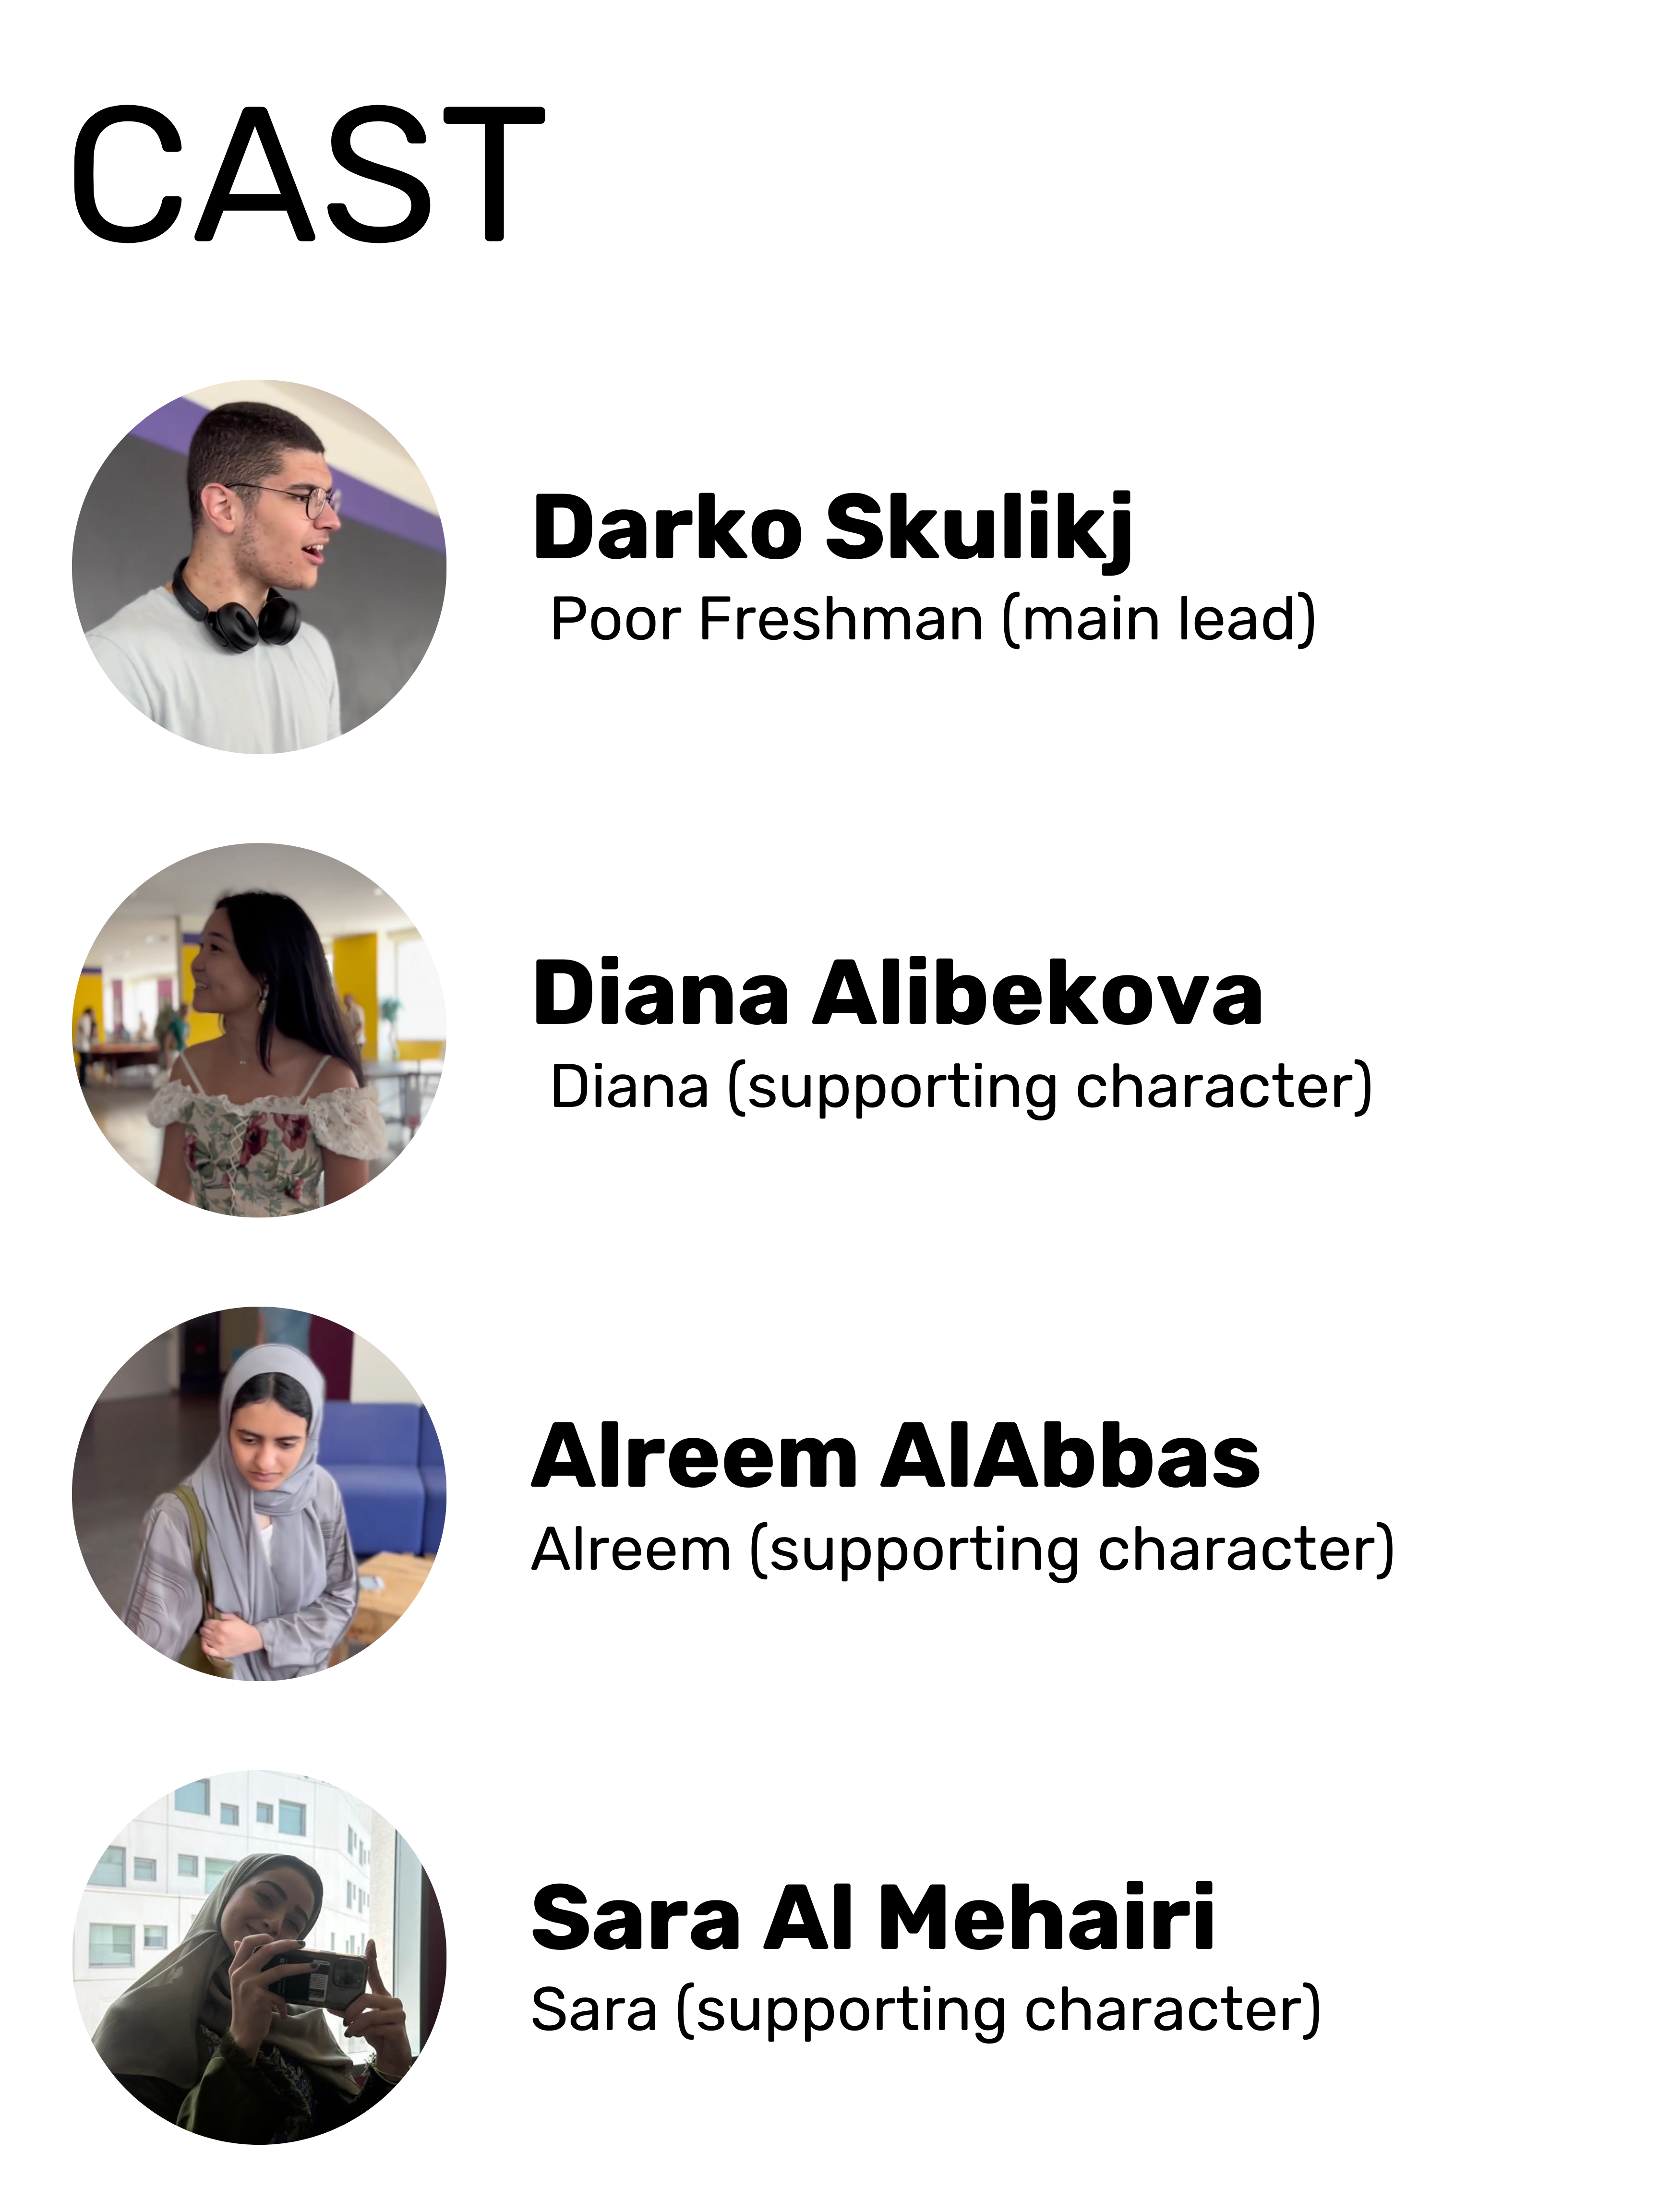 CAST
Darko Skulikj
Poor Freshman (main lead)
Diana Alibekova
Diana (supporting character)
Alreem AlAbbas
Alreem (supporting character)
Sara Al Mehairi
Sara (supporting character)